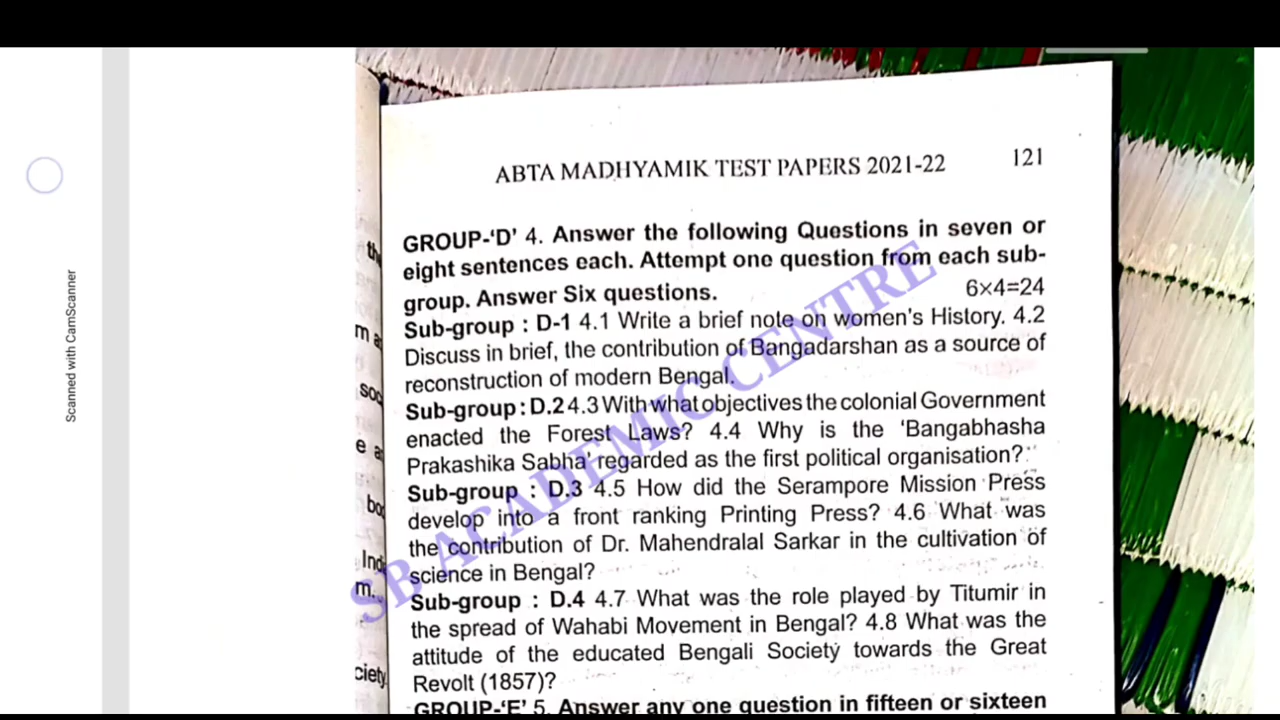 ABTA MADHYAMIK TEST PAPERS 2021-22 121
GROUP-‘D’ 4. Answer the following Questions in seven or
eight sentences each. Attempt one question from each sub-
group. Answer Six questions. 6×4=24
Sub-group : D-1 4.1 Write a brief note on women's History. 4.2
Discuss in brief, the contribution of Bangadarshan as a source of
reconstruction of modern Bengal.
Sub-group : D.2 4.3 With what objectives the colonial Government
enacted the Forest Laws? 4.4 Why is the ‘Bangabhasha
Prakashika Sabha’ regarded as the first political organisation?
Sub-group : D.3 4.5 How did the Serampore Mission Press
develop into a front ranking Printing Press? 4.6 What was
the contribution of Dr. Mahendralal Sarkar in the cultivation of
science in Bengal?
Sub-group : D.4 4.7 What was the role played by Titumir in
the spread of Wahabi Movement in Bengal? 4.8 What was the
attitude of the educated Bengali Society towards the Great
Revolt (1857)?
GROUP-‘E’ 5. Answer any one question in fifteen or sixteen
SB ACADEMIC CENTRE
Scanned with CamScanner